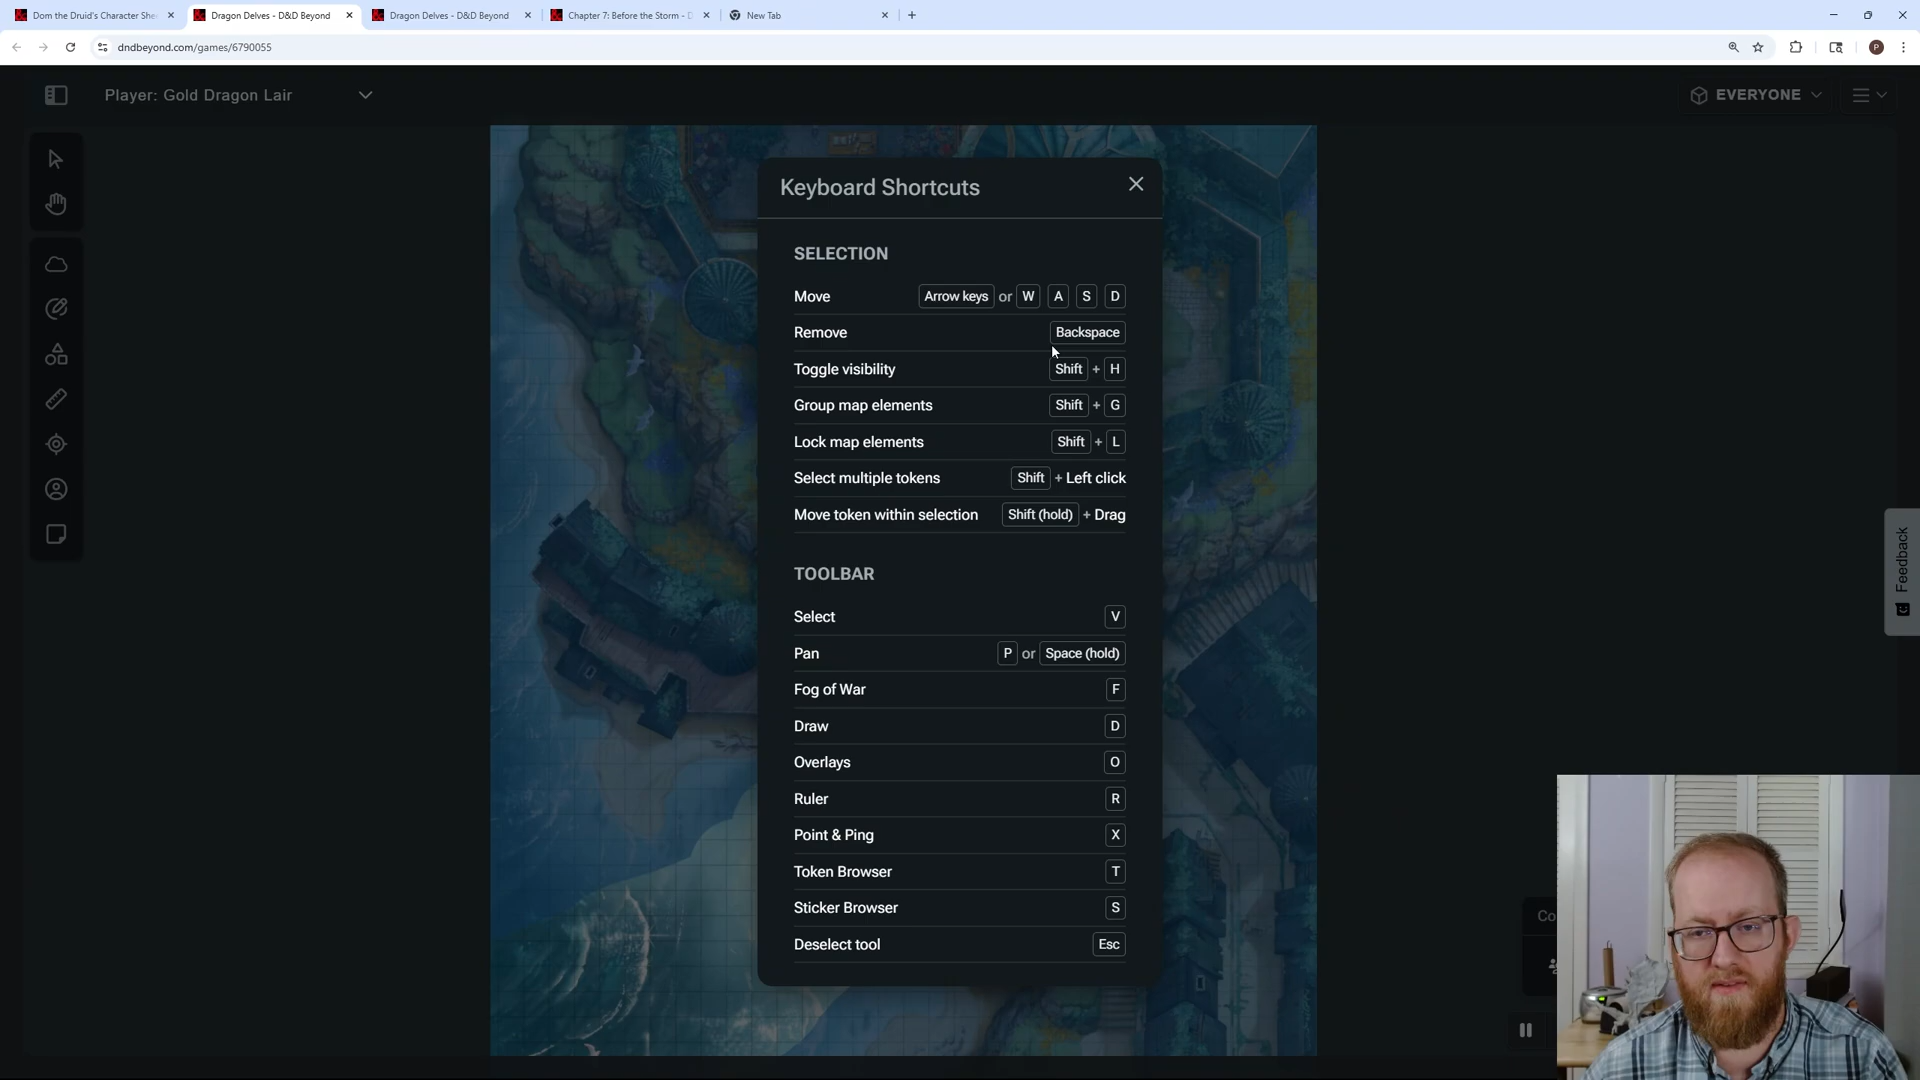 Dom the Druid's Character She
Dragon Delves - D&D Beyond
Dragon Delves - D&D Beyond
Chapter 7: Before the Storm - D
New Tab
dndbeyond.com/games/6790055
P
Player: Gold Dragon Lair
EVERYONE
Keyboard Shortcuts
SELECTION
Move Arrow keys or W A S D
Remove Backspace
Toggle visibility Shift + H
Group map elements Shift + G
Lock map elements Shift + L
Select multiple tokens Shift + Left click
Move token within selection Shift (hold) + Drag
TOOLBAR
Select V
Pan P or Space (hold)
Fog of War F
Draw D
Overlays O
Ruler R
Point & Ping X
Token Browser T
Sticker Browser S
Deselect tool Esc
Feedback
Co